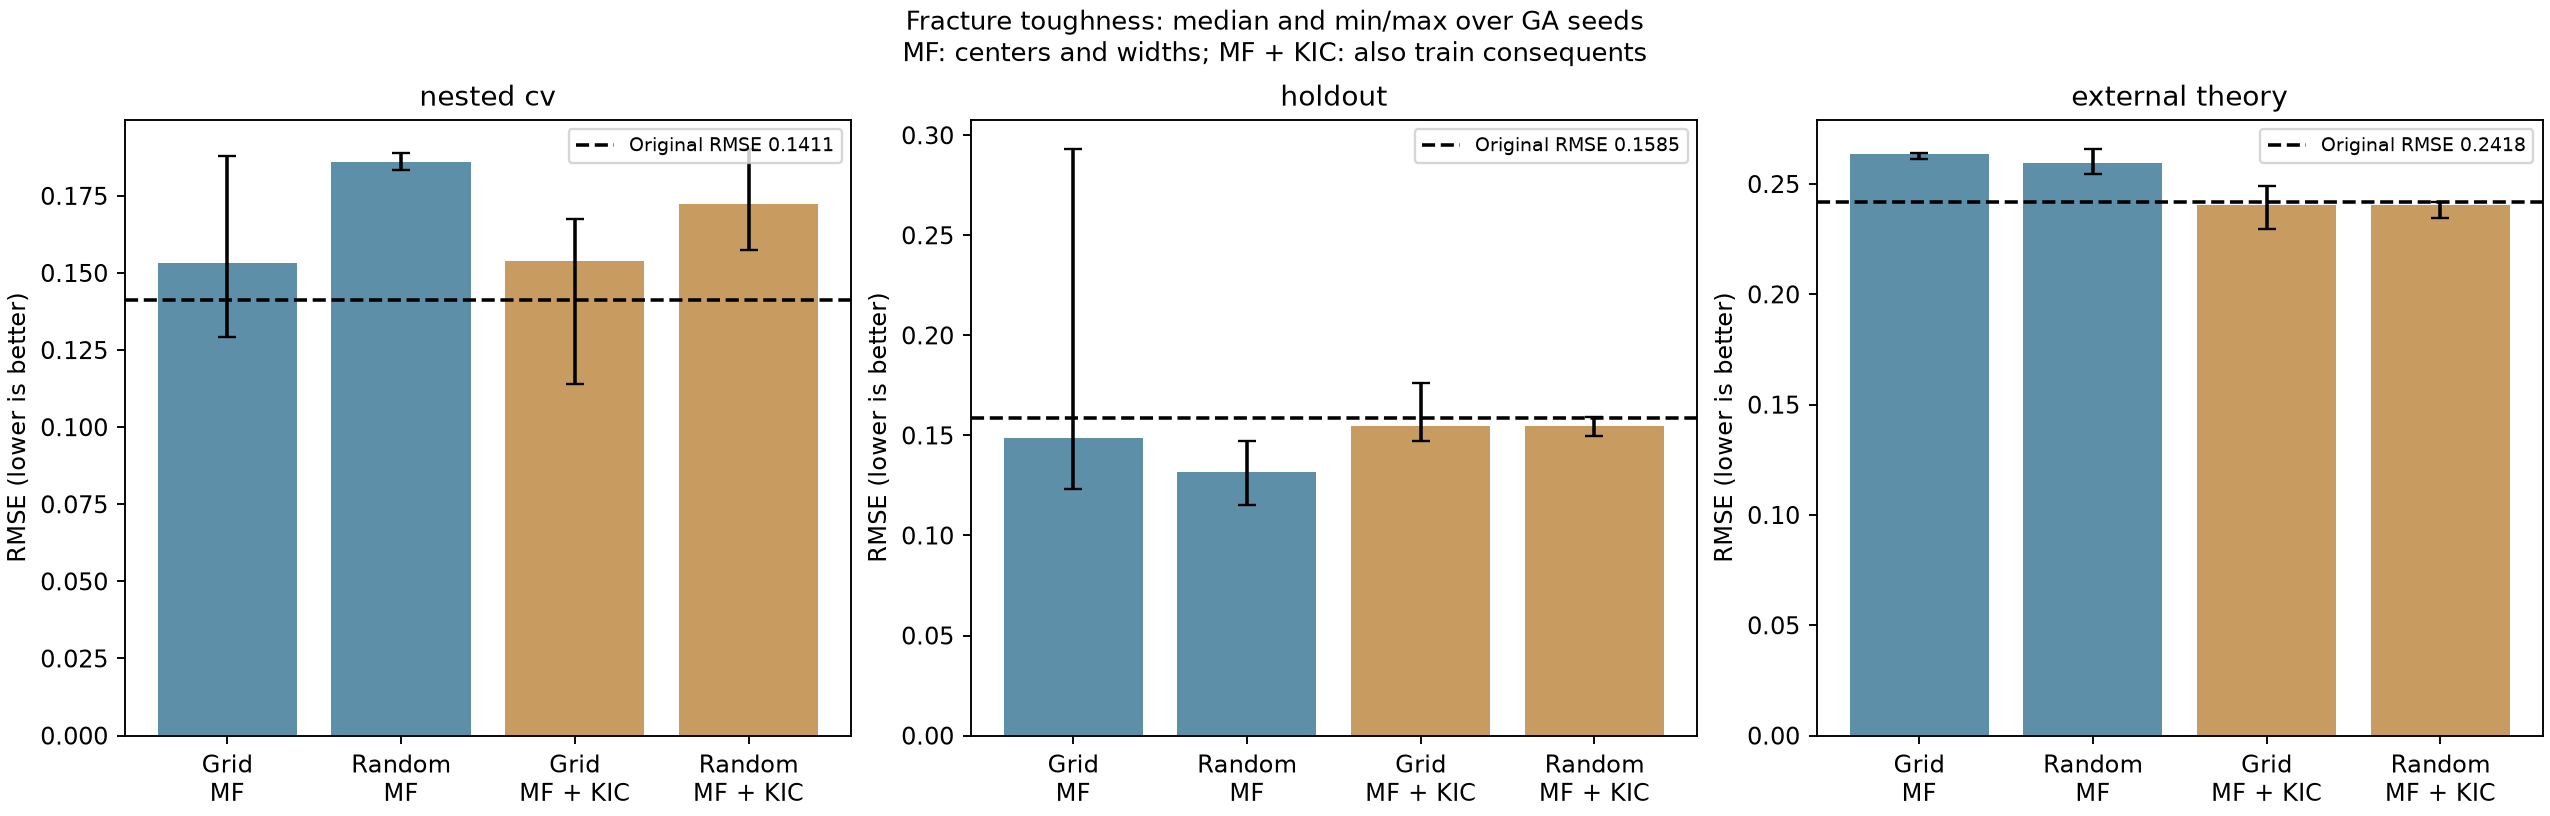 Fracture toughness: median and min/max over GA seeds
MF: centers and widths; MF + KIC: also train consequents
nested cv
RMSE (lower is better)
0.175
0.150
0.125
0.100
0.075
0.050
0.025
0.000
Original RMSE 0.1411
Grid
MF
Random
MF
Grid
MF + KIC
Random
MF + KIC
holdout
RMSE (lower is better)
0.30
0.25
0.20
0.15
0.10
0.05
0.00
Original RMSE 0.1585
Grid
MF
Random
MF
Grid
MF + KIC
Random
MF + KIC
external theory
RMSE (lower is better)
0.25
0.20
0.15
0.10
0.05
0.00
Original RMSE 0.2418
Grid
MF
Random
MF
Grid
MF + KIC
Random
MF + KIC